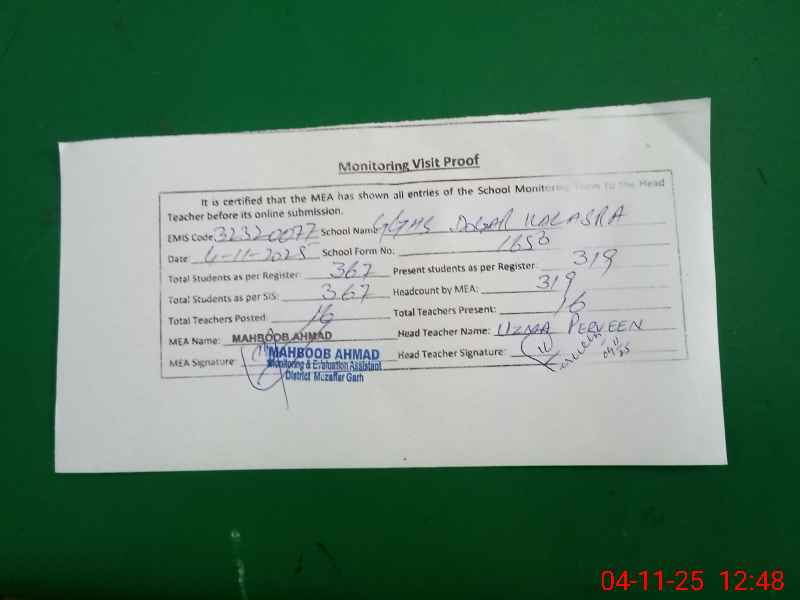 Monitoring Visit Proof
It is certified that the MEA has shown all entries of the School Monitoring Form to the Head
Teacher before its online submission.
EMIS Code 32320077 School Name GGHS DOGAR KALASRA
Date 4-11-2025 School Form No: 1650
Total Students as per Register: 367 Present students as per Register: 319
Total Students as per SIS: 367 Headcount by MEA: 319
Total Teachers Posted: 16 Total Teachers Present: 16
MEA Name: MAHBOOB AHMAD Head Teacher Name: UZMA PERVEEN
MEA Signature: Head Teacher Signature:
MAHBOOB AHMAD
Monitoring & Evaluation Assistant
District Muzaffar Garh
04-11-25 12:48